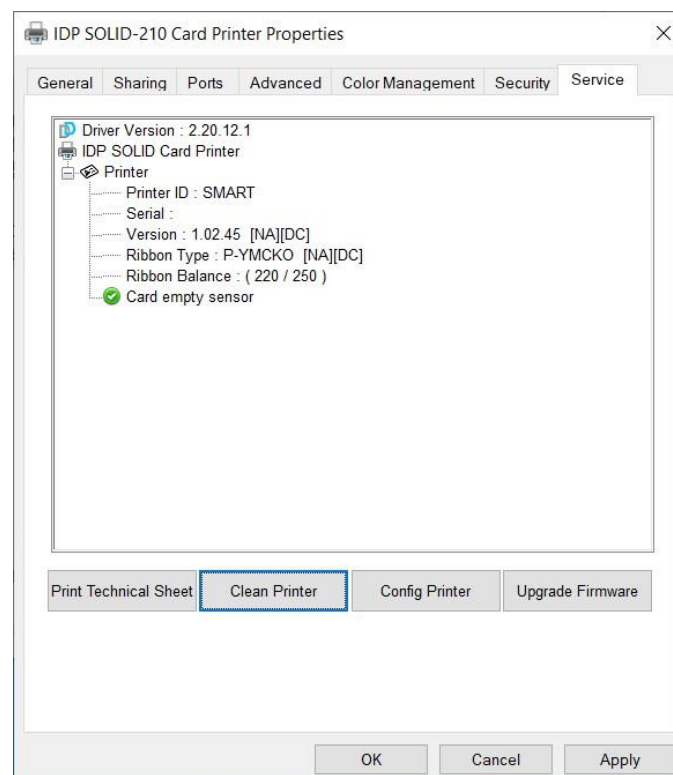 IDP SOLID-210 Card Printer Properties
General Sharing Ports Advanced Color Management Security Service
Driver Version : 2.20.12.1
IDP SOLID Card Printer
Printer
Printer ID : SMART
Serial :
Version : 1.02.45 [NA][DC]
Ribbon Type : P-YMCKO [NA][DC]
Ribbon Balance : ( 220 / 250 )
Card empty sensor
Print Technical Sheet Clean Printer Config Printer Upgrade Firmware
OK Cancel Apply